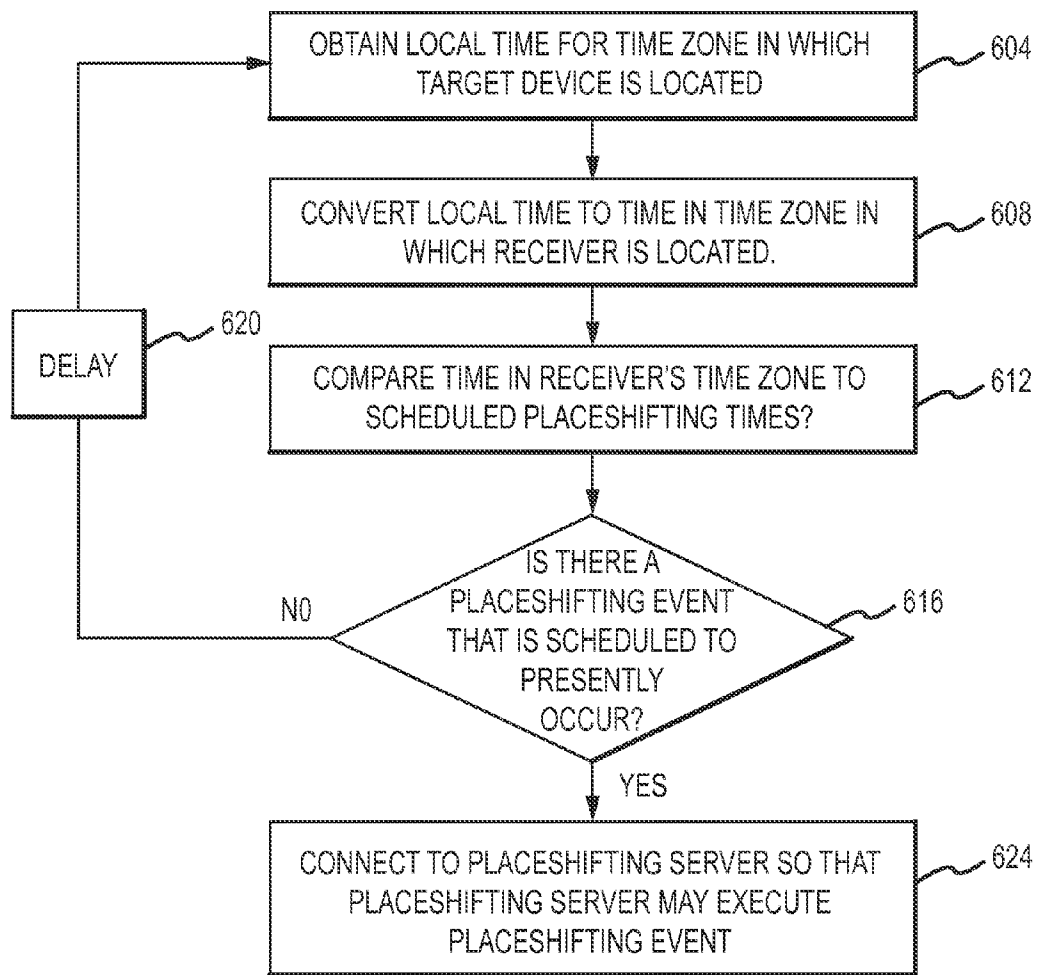 OBTAIN LOCAL TIME FOR TIME ZONE IN WHICH
TARGET DEVICE IS LOCATED
604
CONVERT LOCAL TIME TO TIME IN TIME ZONE IN
WHICH RECEIVER IS LOCATED.
608
620
DELAY
COMPARE TIME IN RECEIVER'S TIME ZONE TO
SCHEDULED PLACESHIFTING TIMES?
612
IS THERE A
PLACESHIFTING EVENT
THAT IS SCHEDULED TO
PRESENTLY
OCCUR?
616
N0
YES
CONNECT TO PLACESHIFTING SERVER SO THAT
PLACESHIFTING SERVER MAY EXECUTE
PLACESHIFTING EVENT
624